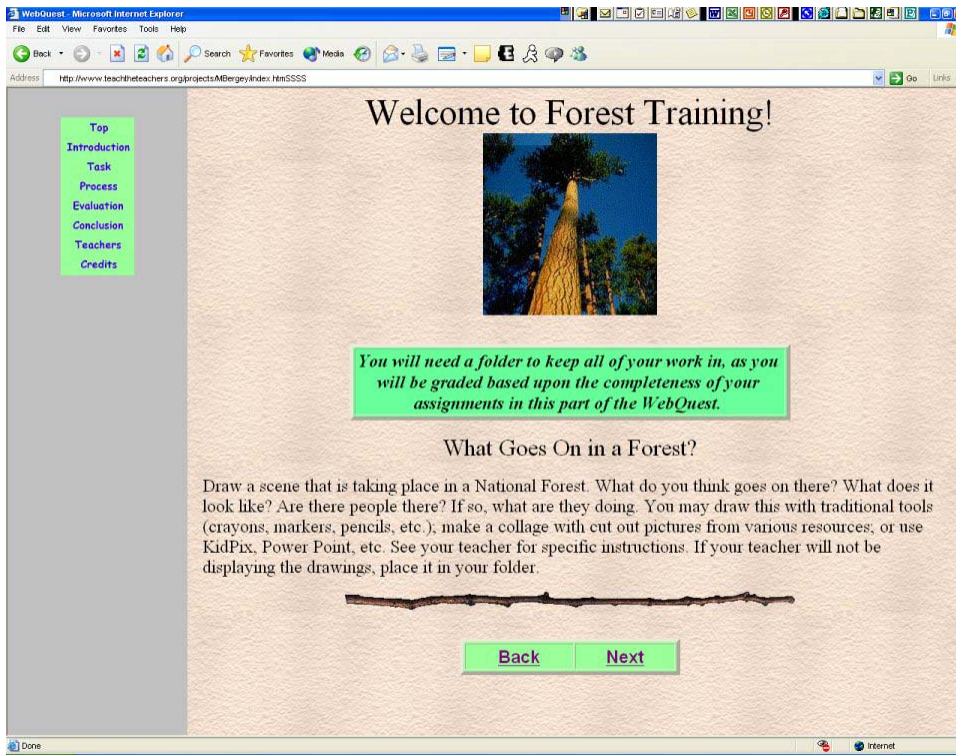 WebQuest - Microsoft Internet Explorer
File Edit View Favorites Tools Help
Back Search Favorites Media
Address http://www.teachtheteachers.org/projects/MBergey/index.htmSSSS Go Links
Top
Introduction
Task
Process
Evaluation
Conclusion
Teachers
Credits
Welcome to Forest Training!
You will need a folder to keep all of your work in, as you
will be graded based upon the completeness of your
assignments in this part of the WebQuest.
What Goes On in a Forest?
Draw a scene that is taking place in a National Forest. What do you think goes on there? What does it
look like? Are there people there? If so, what are they doing. You may draw this with traditional tools
(crayons, markers, pencils, etc.); make a collage with cut out pictures from various resources; or use
KidPix, Power Point, etc. See your teacher for specific instructions. If your teacher will not be
displaying the drawings, place it in your folder.
Back Next
Done Internet